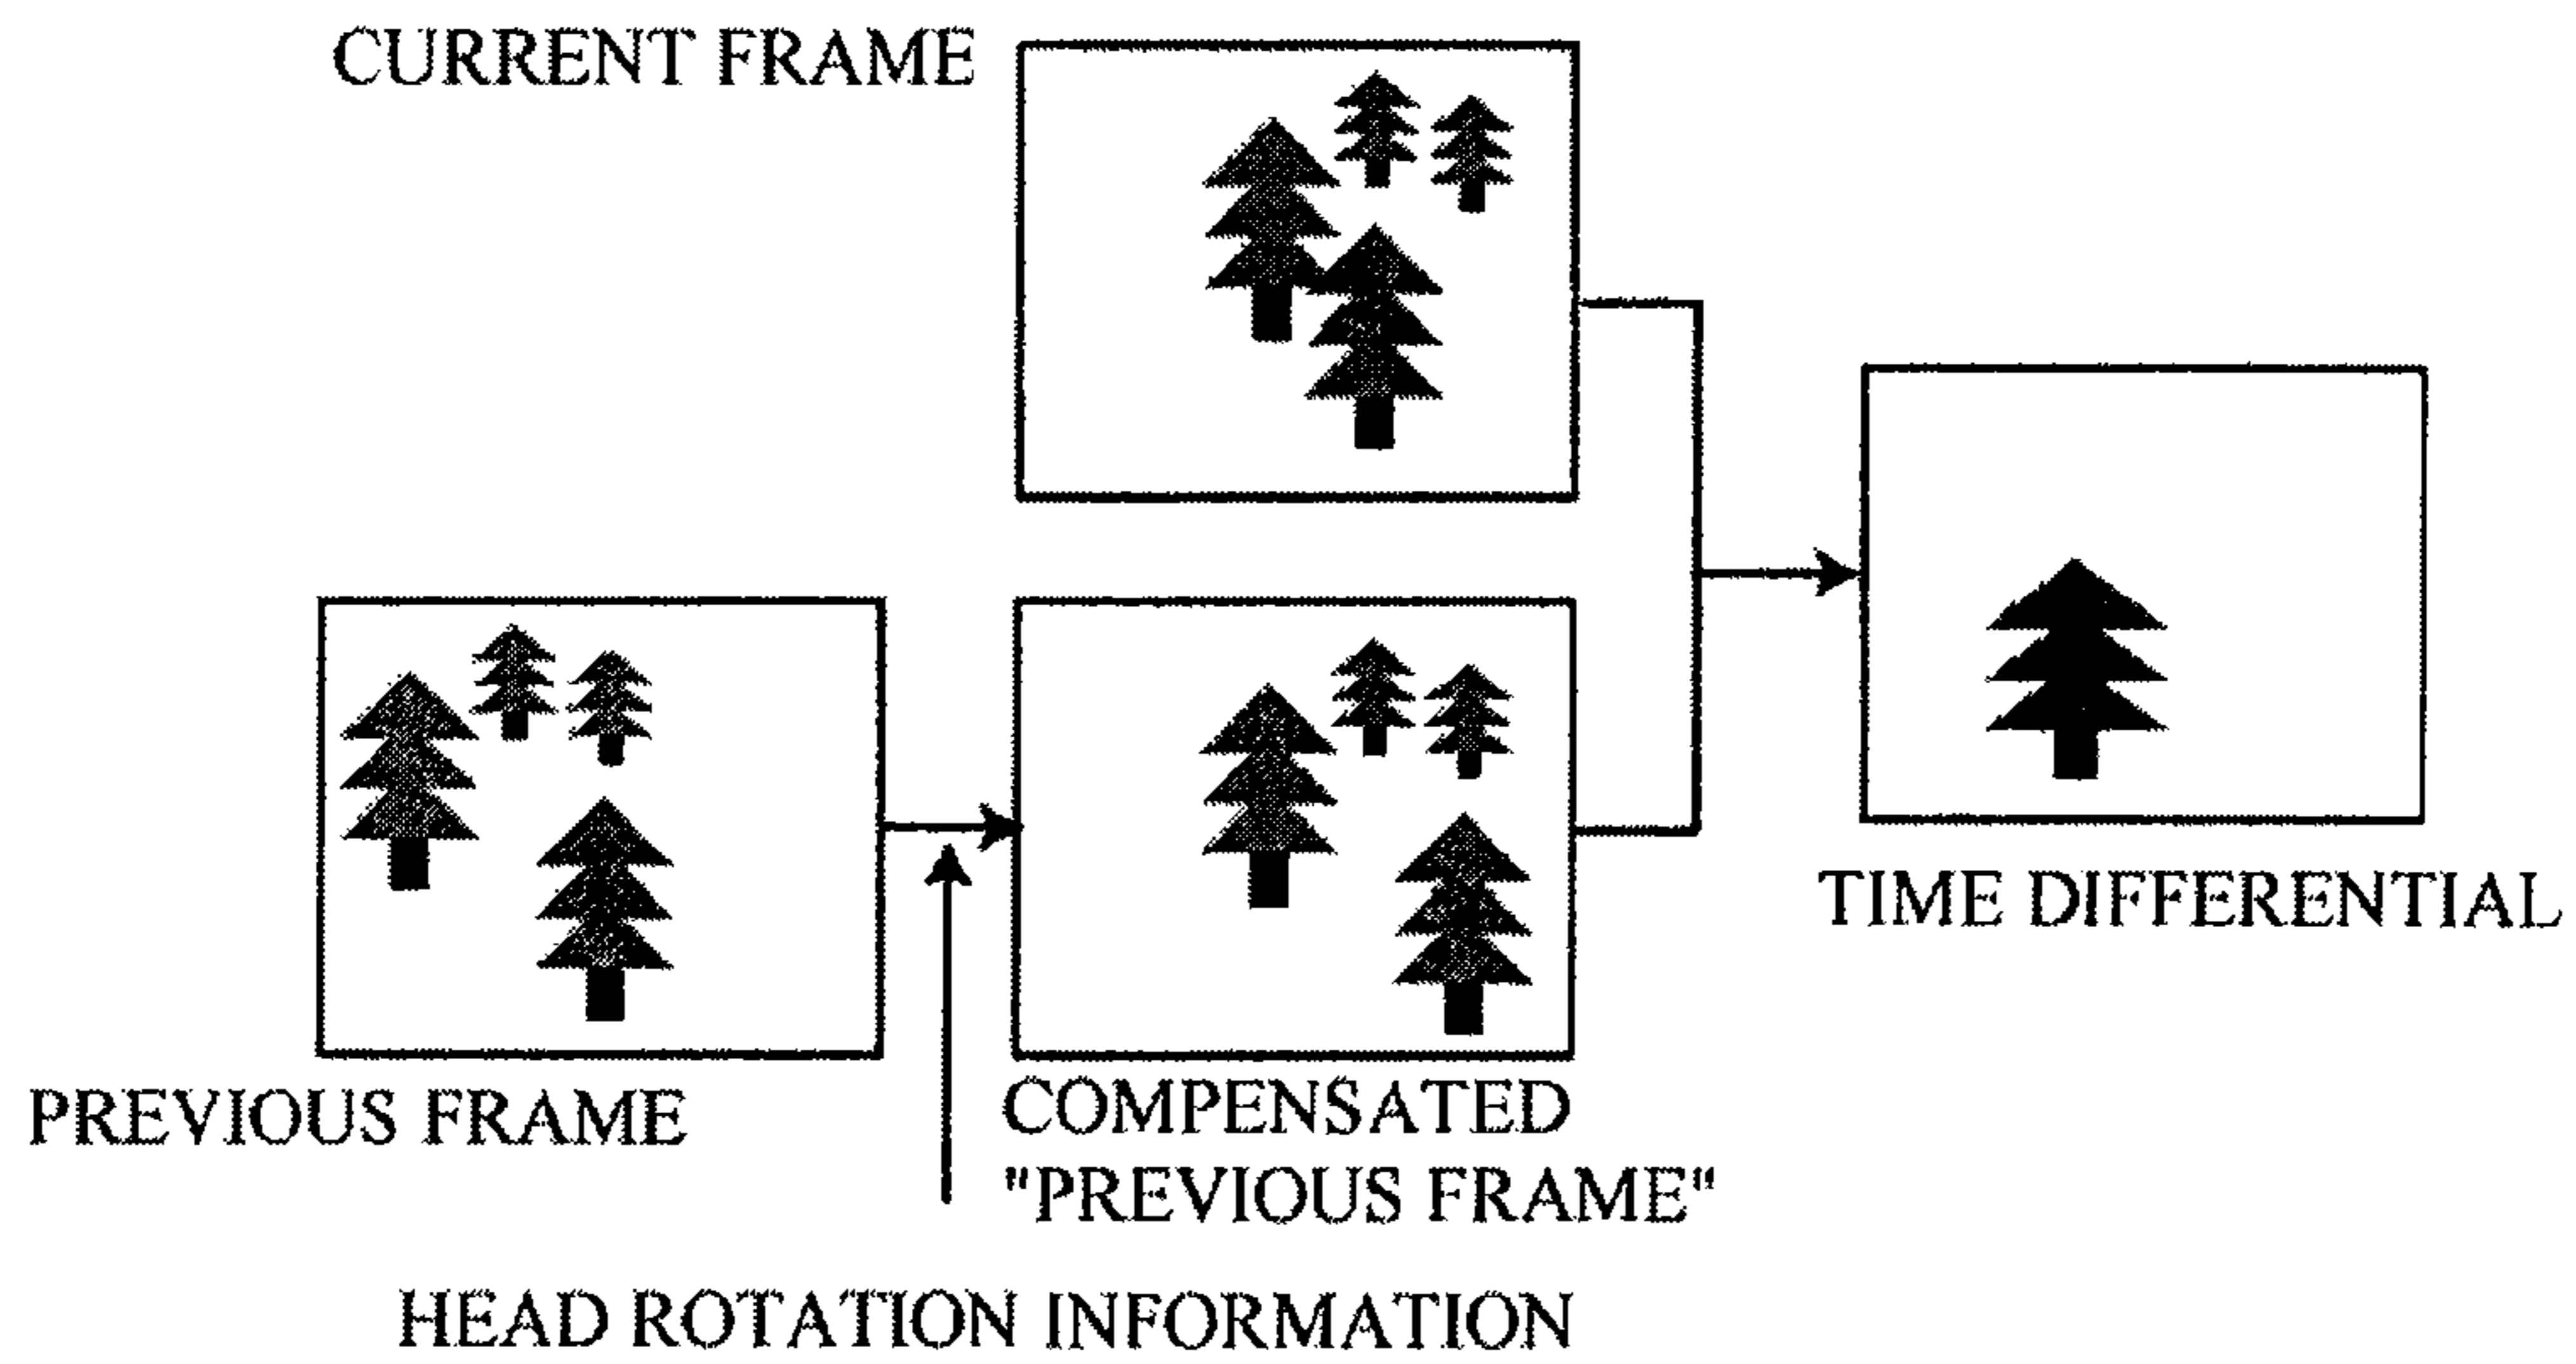 CURRENT FRAME
TIME DIFFERENTIAL
PREVIOUS FRAME
COMPENSATED
"PREVIOUS FRAME"
HEAD ROTATION INFORMATION